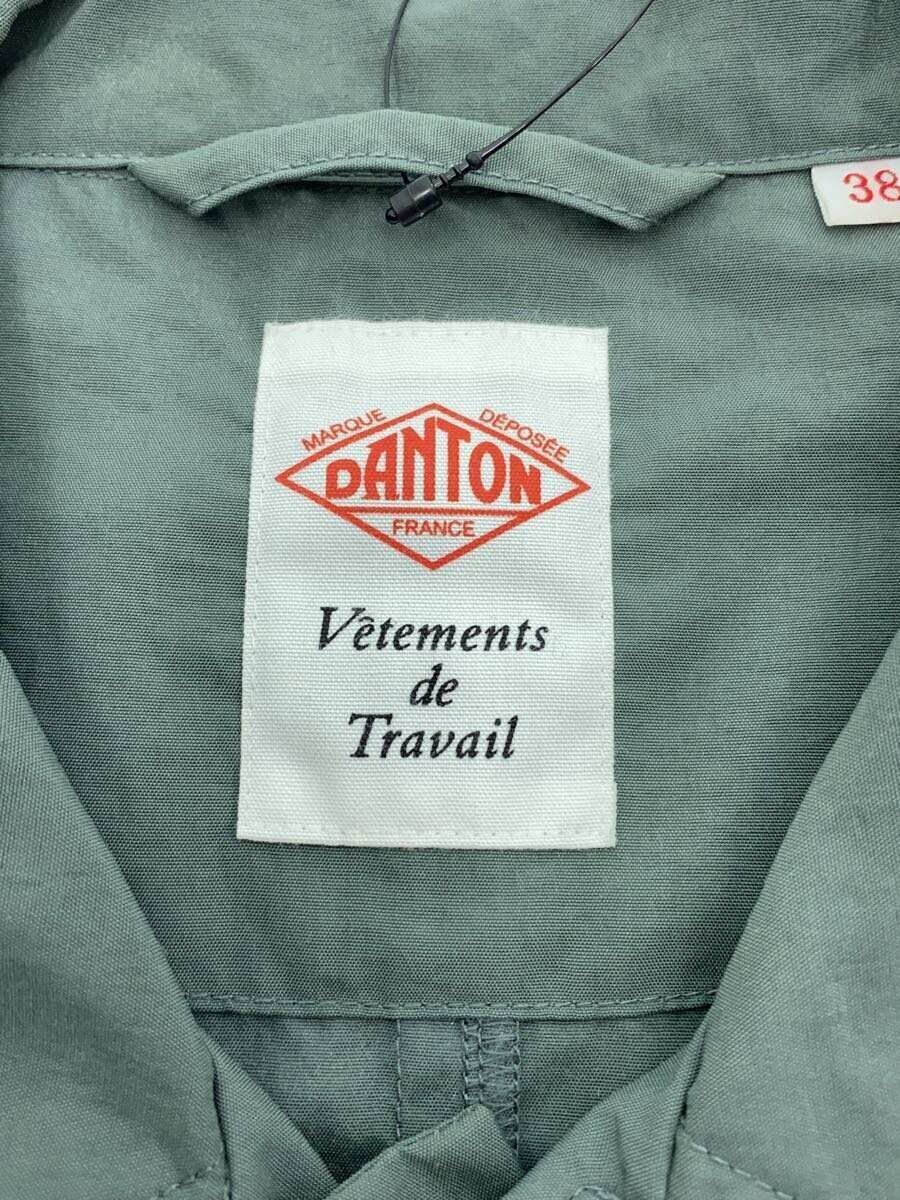 38
MARQUE DÉPOSÉE
DANTON
FRANCE
Vêtements
de
Travail